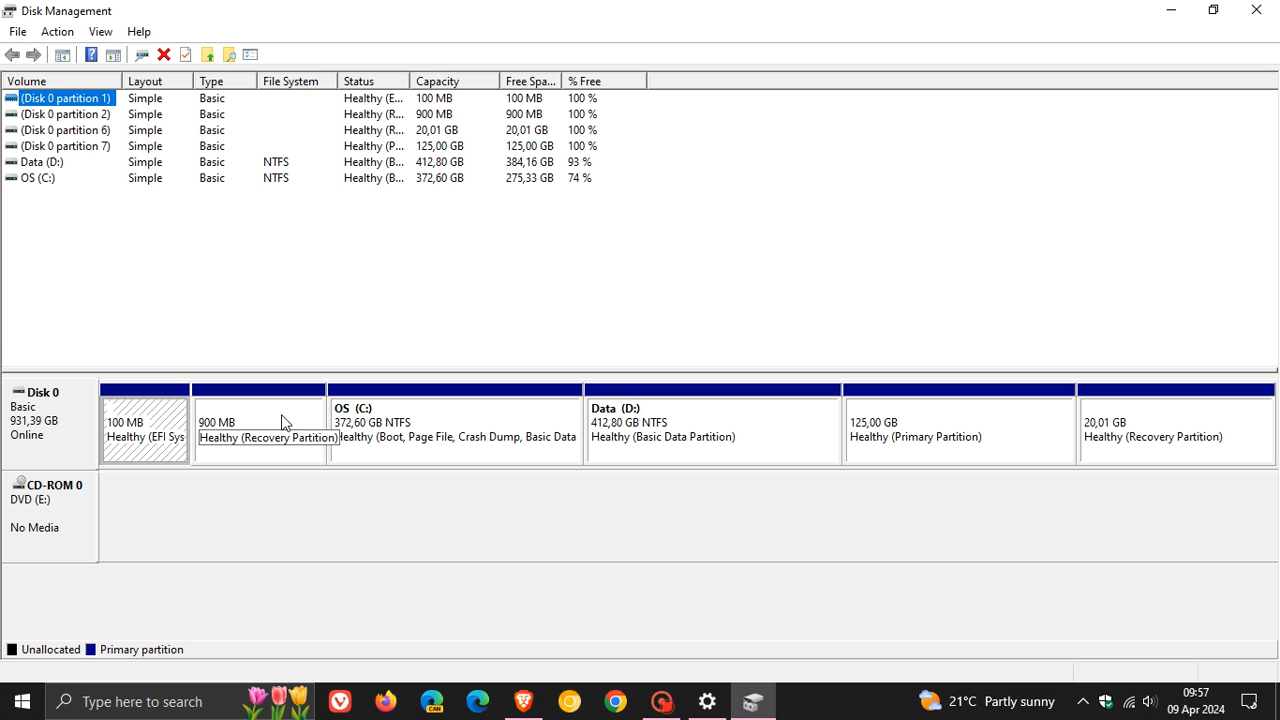 Disk Management
File Action View Help
Volume Layout Type File System Status Capacity Free Spa... % Free
(Disk 0 partition 1) Simple Basic Healthy (E... 100 MB 100 MB 100 %
(Disk 0 partition 2) Simple Basic Healthy (R... 900 MB 900 MB 100 %
(Disk 0 partition 6) Simple Basic Healthy (R... 20,01 GB 20,01 GB 100 %
(Disk 0 partition 7) Simple Basic Healthy (P... 125,00 GB 125,00 GB 100 %
Data (D:) Simple Basic NTFS Healthy (B... 412,80 GB 384,16 GB 93 %
OS (C:) Simple Basic NTFS Healthy (B... 372,60 GB 275,33 GB 74 %
Disk 0
Basic
931,39 GB
Online
100 MB
Healthy (EFI Sys
900 MB
Healthy (Recovery Partition)
OS (C:)
372,60 GB NTFS
Healthy (Boot, Page File, Crash Dump, Basic Data
Data (D:)
412,80 GB NTFS
Healthy (Basic Data Partition)
125,00 GB
Healthy (Primary Partition)
20,01 GB
Healthy (Recovery Partition)
CD-ROM 0
DVD (E:)
No Media
Unallocated Primary partition
Type here to search
CAN
21°C Partly sunny
09:57
09 Apr 2024